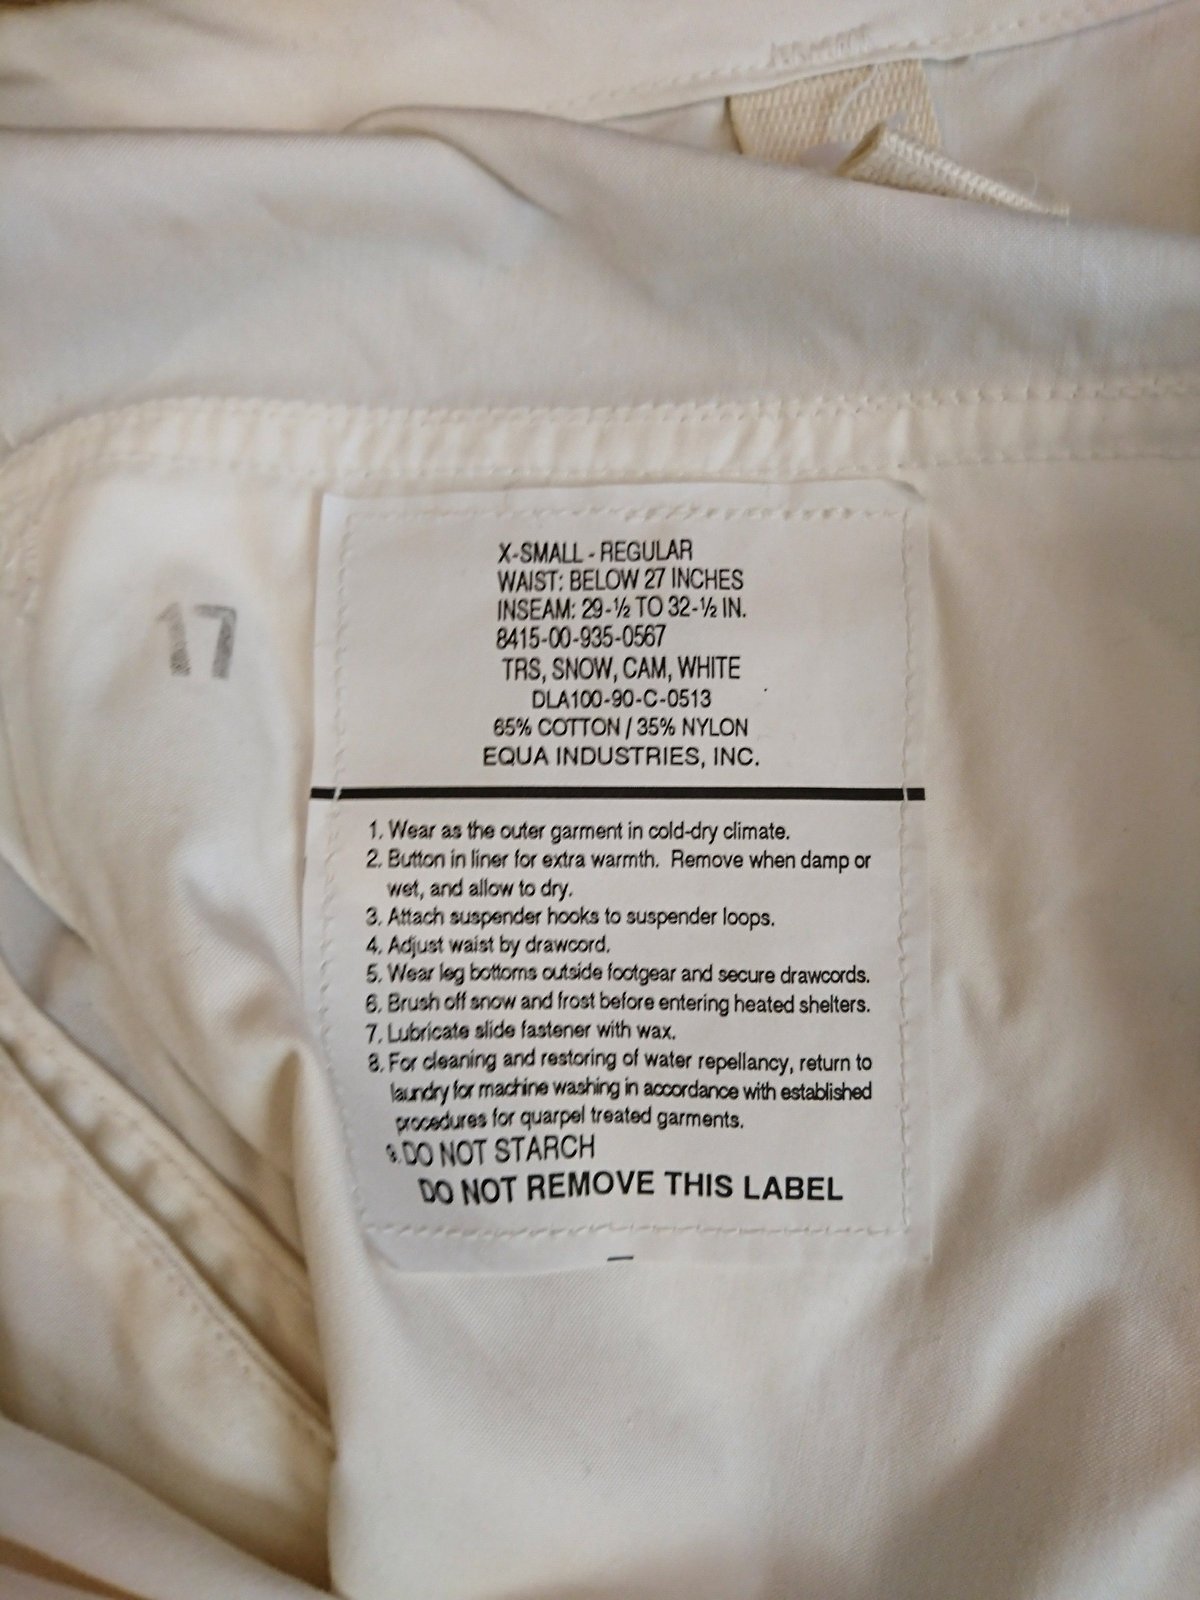 17
X-SMALL - REGULAR
WAIST: BELOW 27 INCHES
INSEAM: 29-½ TO 32-½ IN.
8415-00-935-0567
TRS, SNOW, CAM, WHITE
DLA100-90-C-0513
65% COTTON / 35% NYLON
EQUA INDUSTRIES, INC.
1. Wear as the outer garment in cold-dry climate.
2. Button in liner for extra warmth. Remove when damp or
wet, and allow to dry.
3. Attach suspender hooks to suspender loops.
4. Adjust waist by drawcord.
5. Wear leg bottoms outside footgear and secure drawcords.
6. Brush off snow and frost before entering heated shelters.
7. Lubricate slide fastener with wax.
8. For cleaning and restoring of water repellancy, return to
laundry for machine washing in accordance with established
procedures for quarpel treated garments.
9. DO NOT STARCH
DO NOT REMOVE THIS LABEL